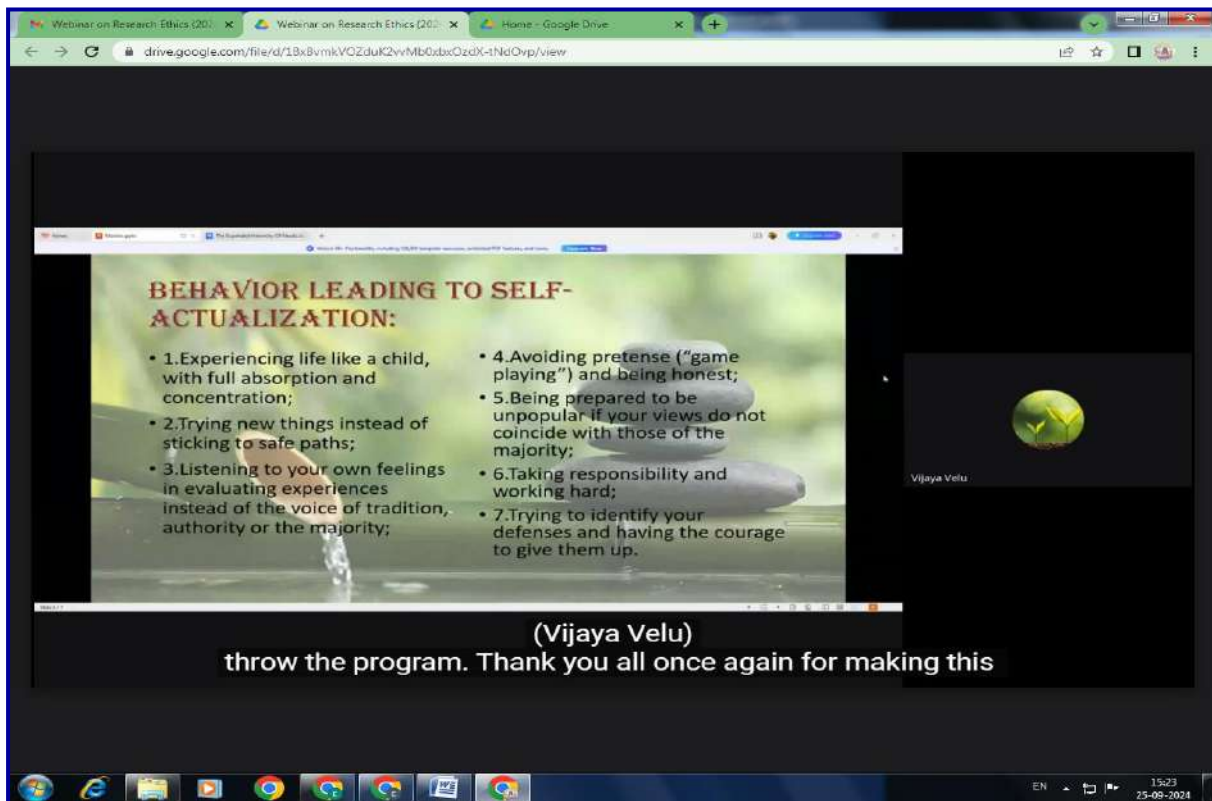 Webinar on Research Ethics (202
Webinar on Research Ethics (202
Home - Google Drive
drive.google.com/file/d/1BxBvmkVOZduK2vvMb0xbxOzdX-tNdOvp/view
BEHAVIOR LEADING TO SELF-
ACTUALIZATION:
• 1.Experiencing life like a child,
with full absorption and
concentration;
• 2.Trying new things instead of
sticking to safe paths;
• 3.Listening to your own feelings
in evaluating experiences
instead of the voice of tradition,
authority or the majority;
• 4.Avoiding pretense (“game
playing”) and being honest;
• 5.Being prepared to be
unpopular if your views do not
coincide with those of the
majority;
• 6.Taking responsibility and
working hard;
• 7.Trying to identify your
defenses and having the courage
to give them up.
Vijaya Velu
(Vijaya Velu)
throw the program. Thank you all once again for making this
EN
15:23
25-09-2024